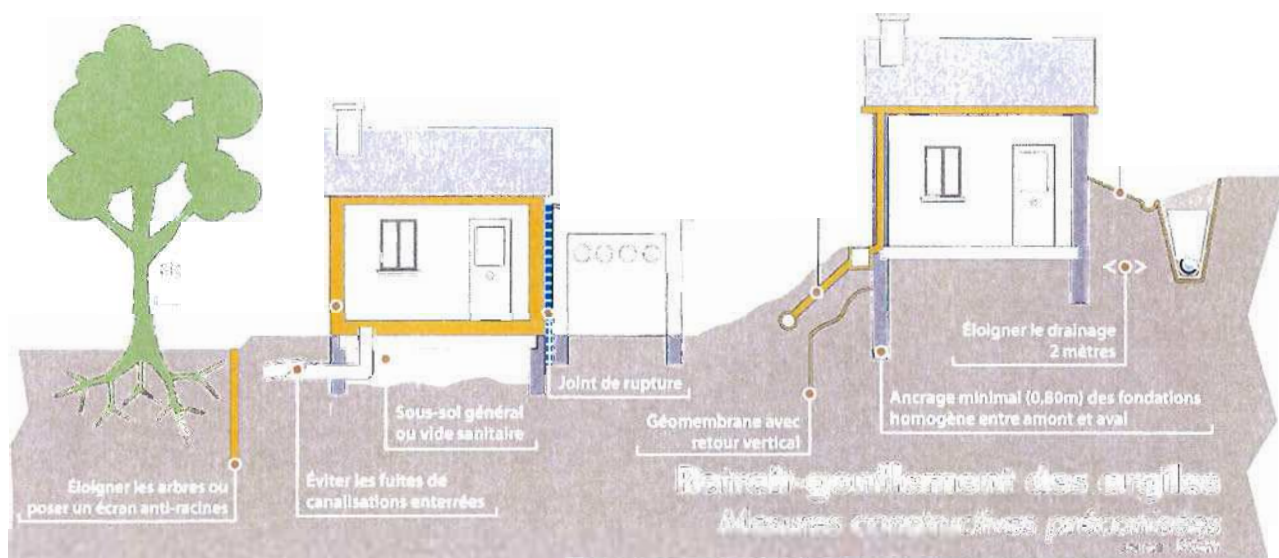 Éloigner les arbres ou
poser un écran anti-racines
Éviter les fuites de
canalisations enterrées
Sous-sol général
ou vide sanitaire
Joint de rupture
Géomembrane avec
retour vertical
Éloigner le drainage
2 mètres
Ancrage minimal (0,80m) des fondations
homogène entre amont et aval
Retrait-gonflement des argiles
Mesures constructives préconisées